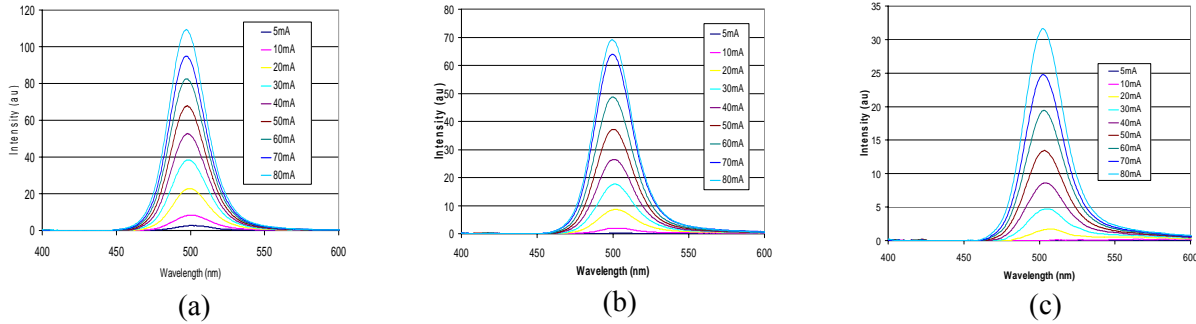 120
100
80
60
40
20
0
Intensity (au)
400
450
500
550
600
Wavelength (nm)
5mA
10mA
20mA
30mA
40mA
50mA
60mA
70mA
80mA
(a)
80
70
60
50
40
30
20
10
0
Intensity (au)
400
450
500
550
600
Wavelength (nm)
5mA
10mA
20mA
30mA
40mA
50mA
60mA
70mA
80mA
(b)
35
30
25
20
15
10
5
0
Intensity (au)
400
450
500
550
600
Wavelength (nm)
5mA
10mA
20mA
30mA
40mA
50mA
60mA
70mA
80mA
(c)